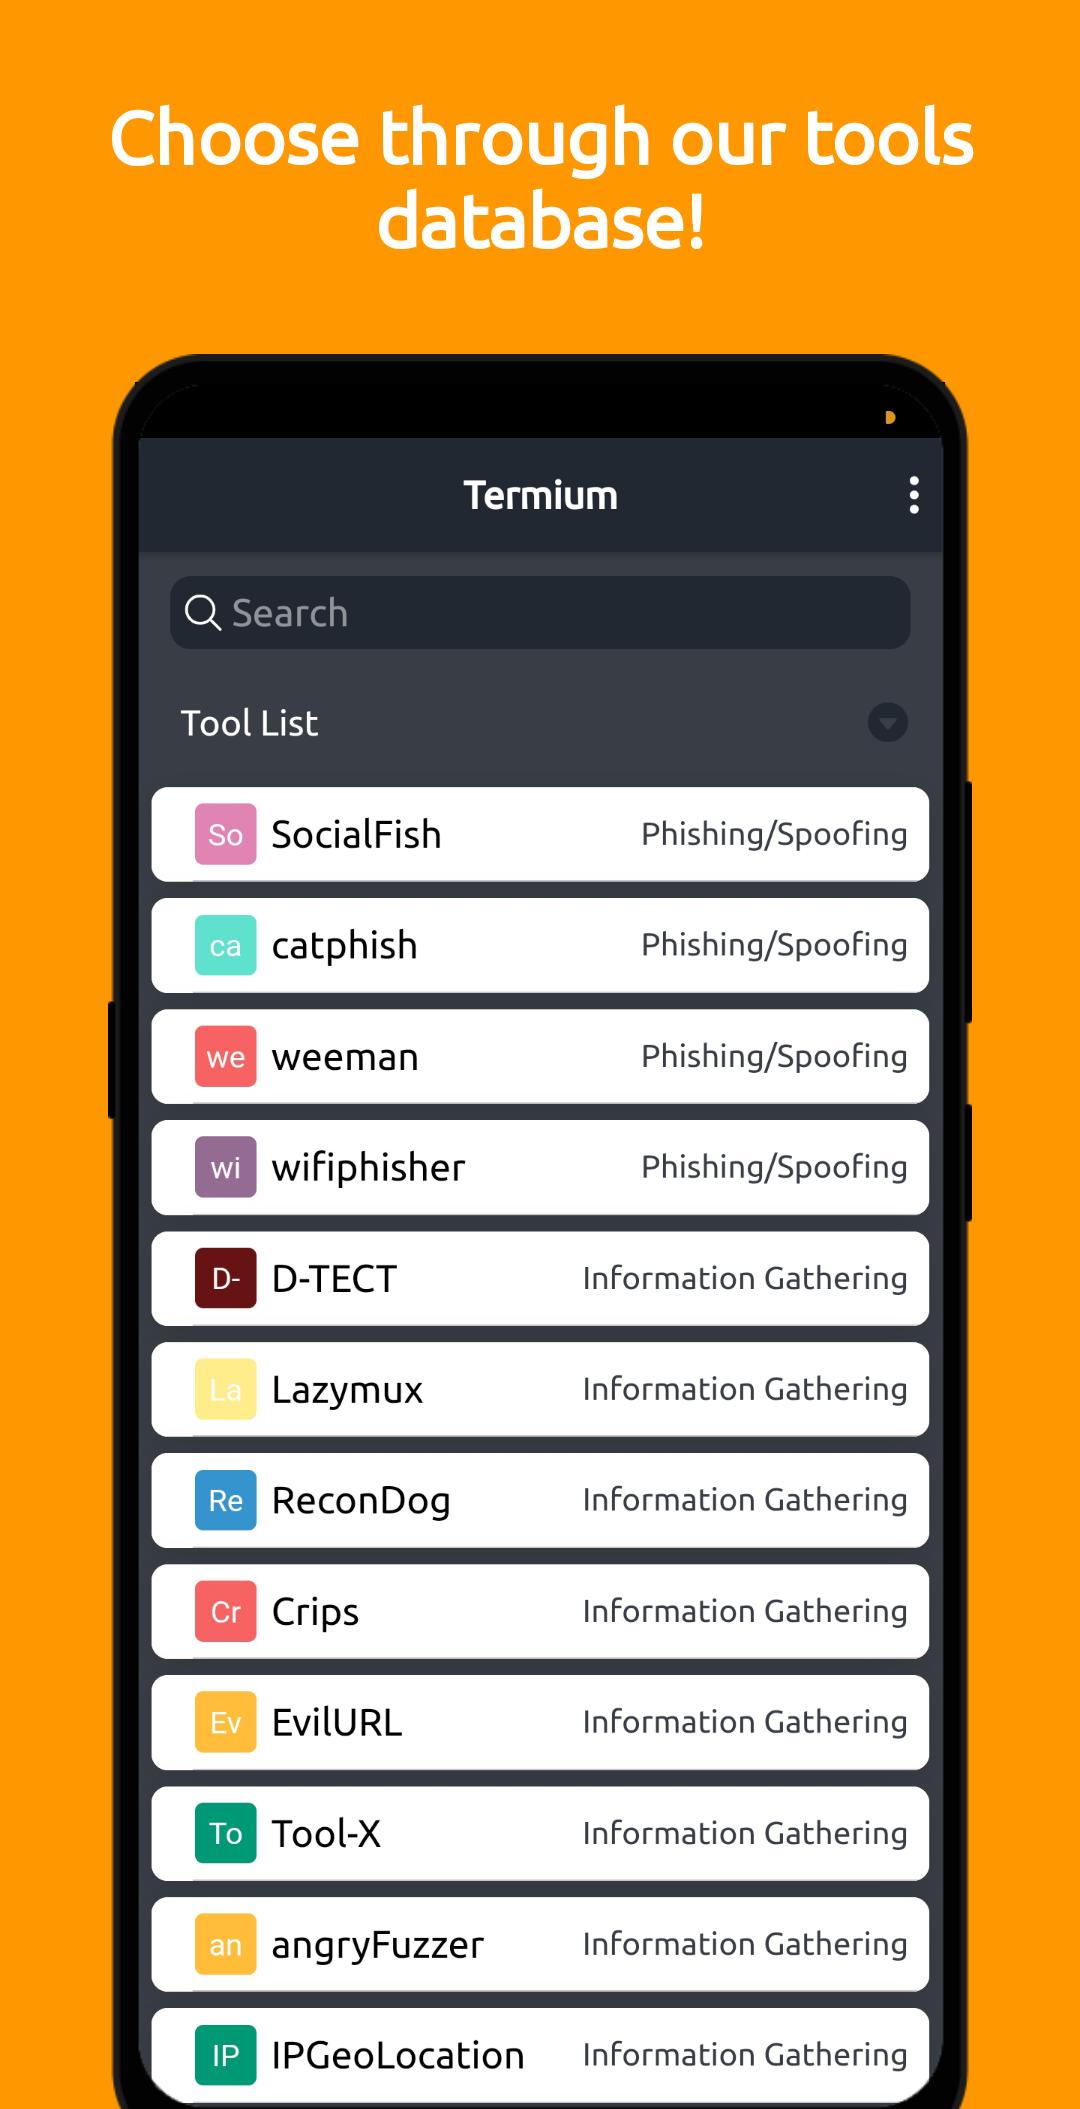 Choose through our tools
database!
Termium
Search
Tool List
So SocialFish Phishing/Spoofing
ca catphish Phishing/Spoofing
we weeman Phishing/Spoofing
wi wifiphisher Phishing/Spoofing
D- D-TECT Information Gathering
La Lazymux Information Gathering
Re ReconDog Information Gathering
Cr Crips Information Gathering
Ev EvilURL Information Gathering
To Tool-X Information Gathering
an angryFuzzer Information Gathering
IP IPGeoLocation Information Gathering